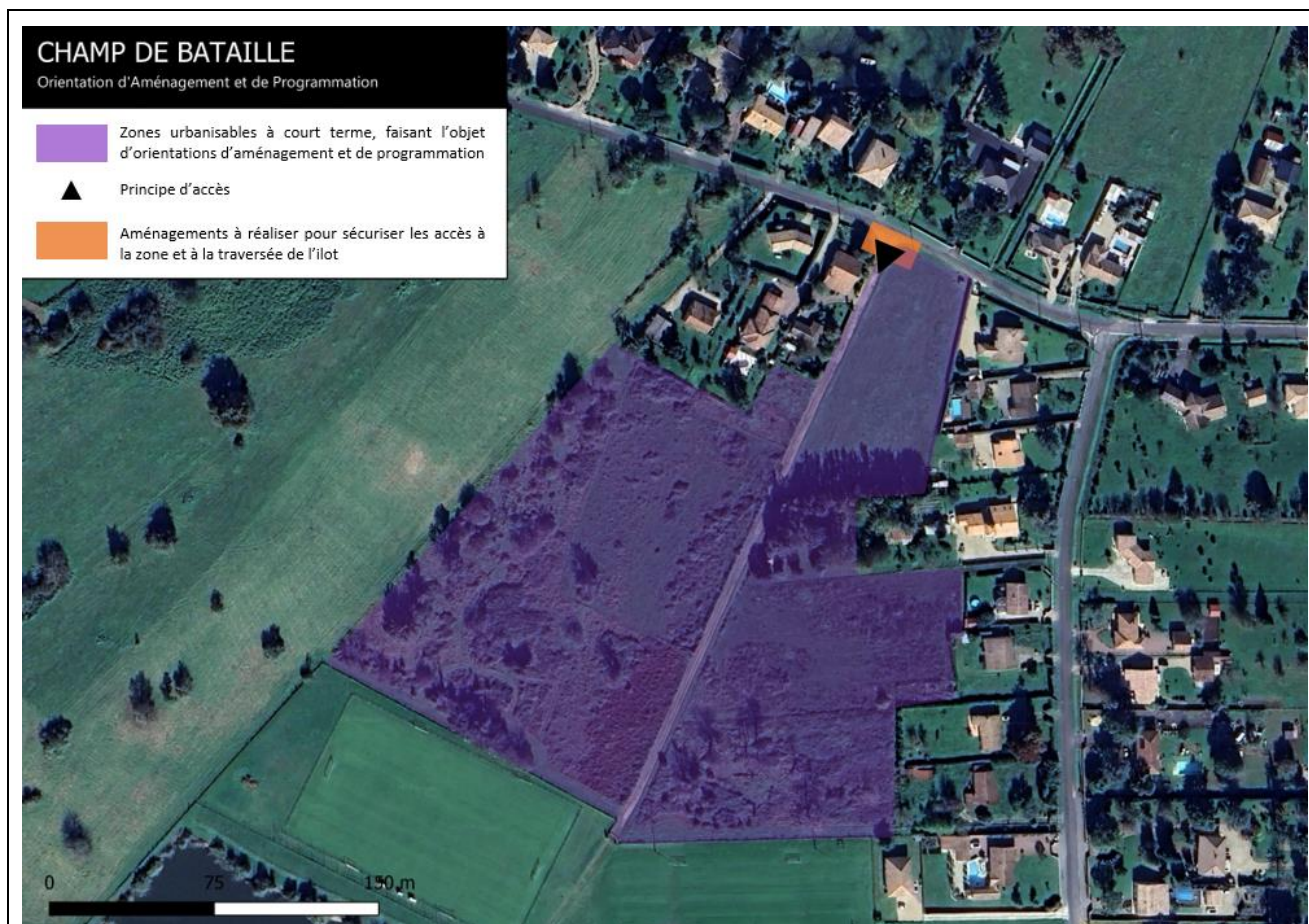 CHAMP DE BATAILLE
Orientation d'Aménagement et de Programmation
Zones urbanisables à court terme, faisant l'objet
d'orientations d'aménagement et de programmation
Principe d'accès
Aménagements à réaliser pour sécuriser les accès à
la zone et à la traversée de l'ilot
0 75 150 m